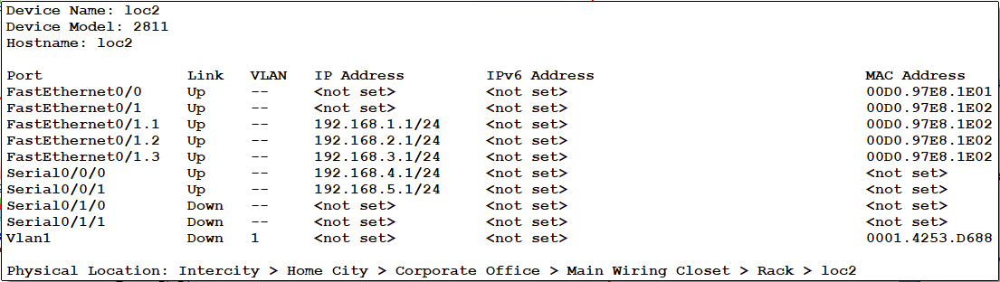 Device Name: loc2
Device Model: 2811
Hostname: loc2
Port Link VLAN IP Address IPv6 Address MAC Address
FastEthernet0/0 Up -- <not set> <not set> 00D0.97E8.1E01
FastEthernet0/1 Up -- <not set> <not set> 00D0.97E8.1E02
FastEthernet0/1.1 Up -- 192.168.1.1/24 <not set> 00D0.97E8.1E02
FastEthernet0/1.2 Up -- 192.168.2.1/24 <not set> 00D0.97E8.1E02
FastEthernet0/1.3 Up -- 192.168.3.1/24 <not set> 00D0.97E8.1E02
Serial0/0/0 Up -- 192.168.4.1/24 <not set> <not set>
Serial0/0/1 Up -- 192.168.5.1/24 <not set> <not set>
Serial0/1/0 Down -- <not set> <not set> <not set>
Serial0/1/1 Down -- <not set> <not set> <not set>
Vlan1 Down 1 <not set> <not set> 0001.4253.D688
Physical Location: Intercity > Home City > Corporate Office > Main Wiring Closet > Rack > loc2